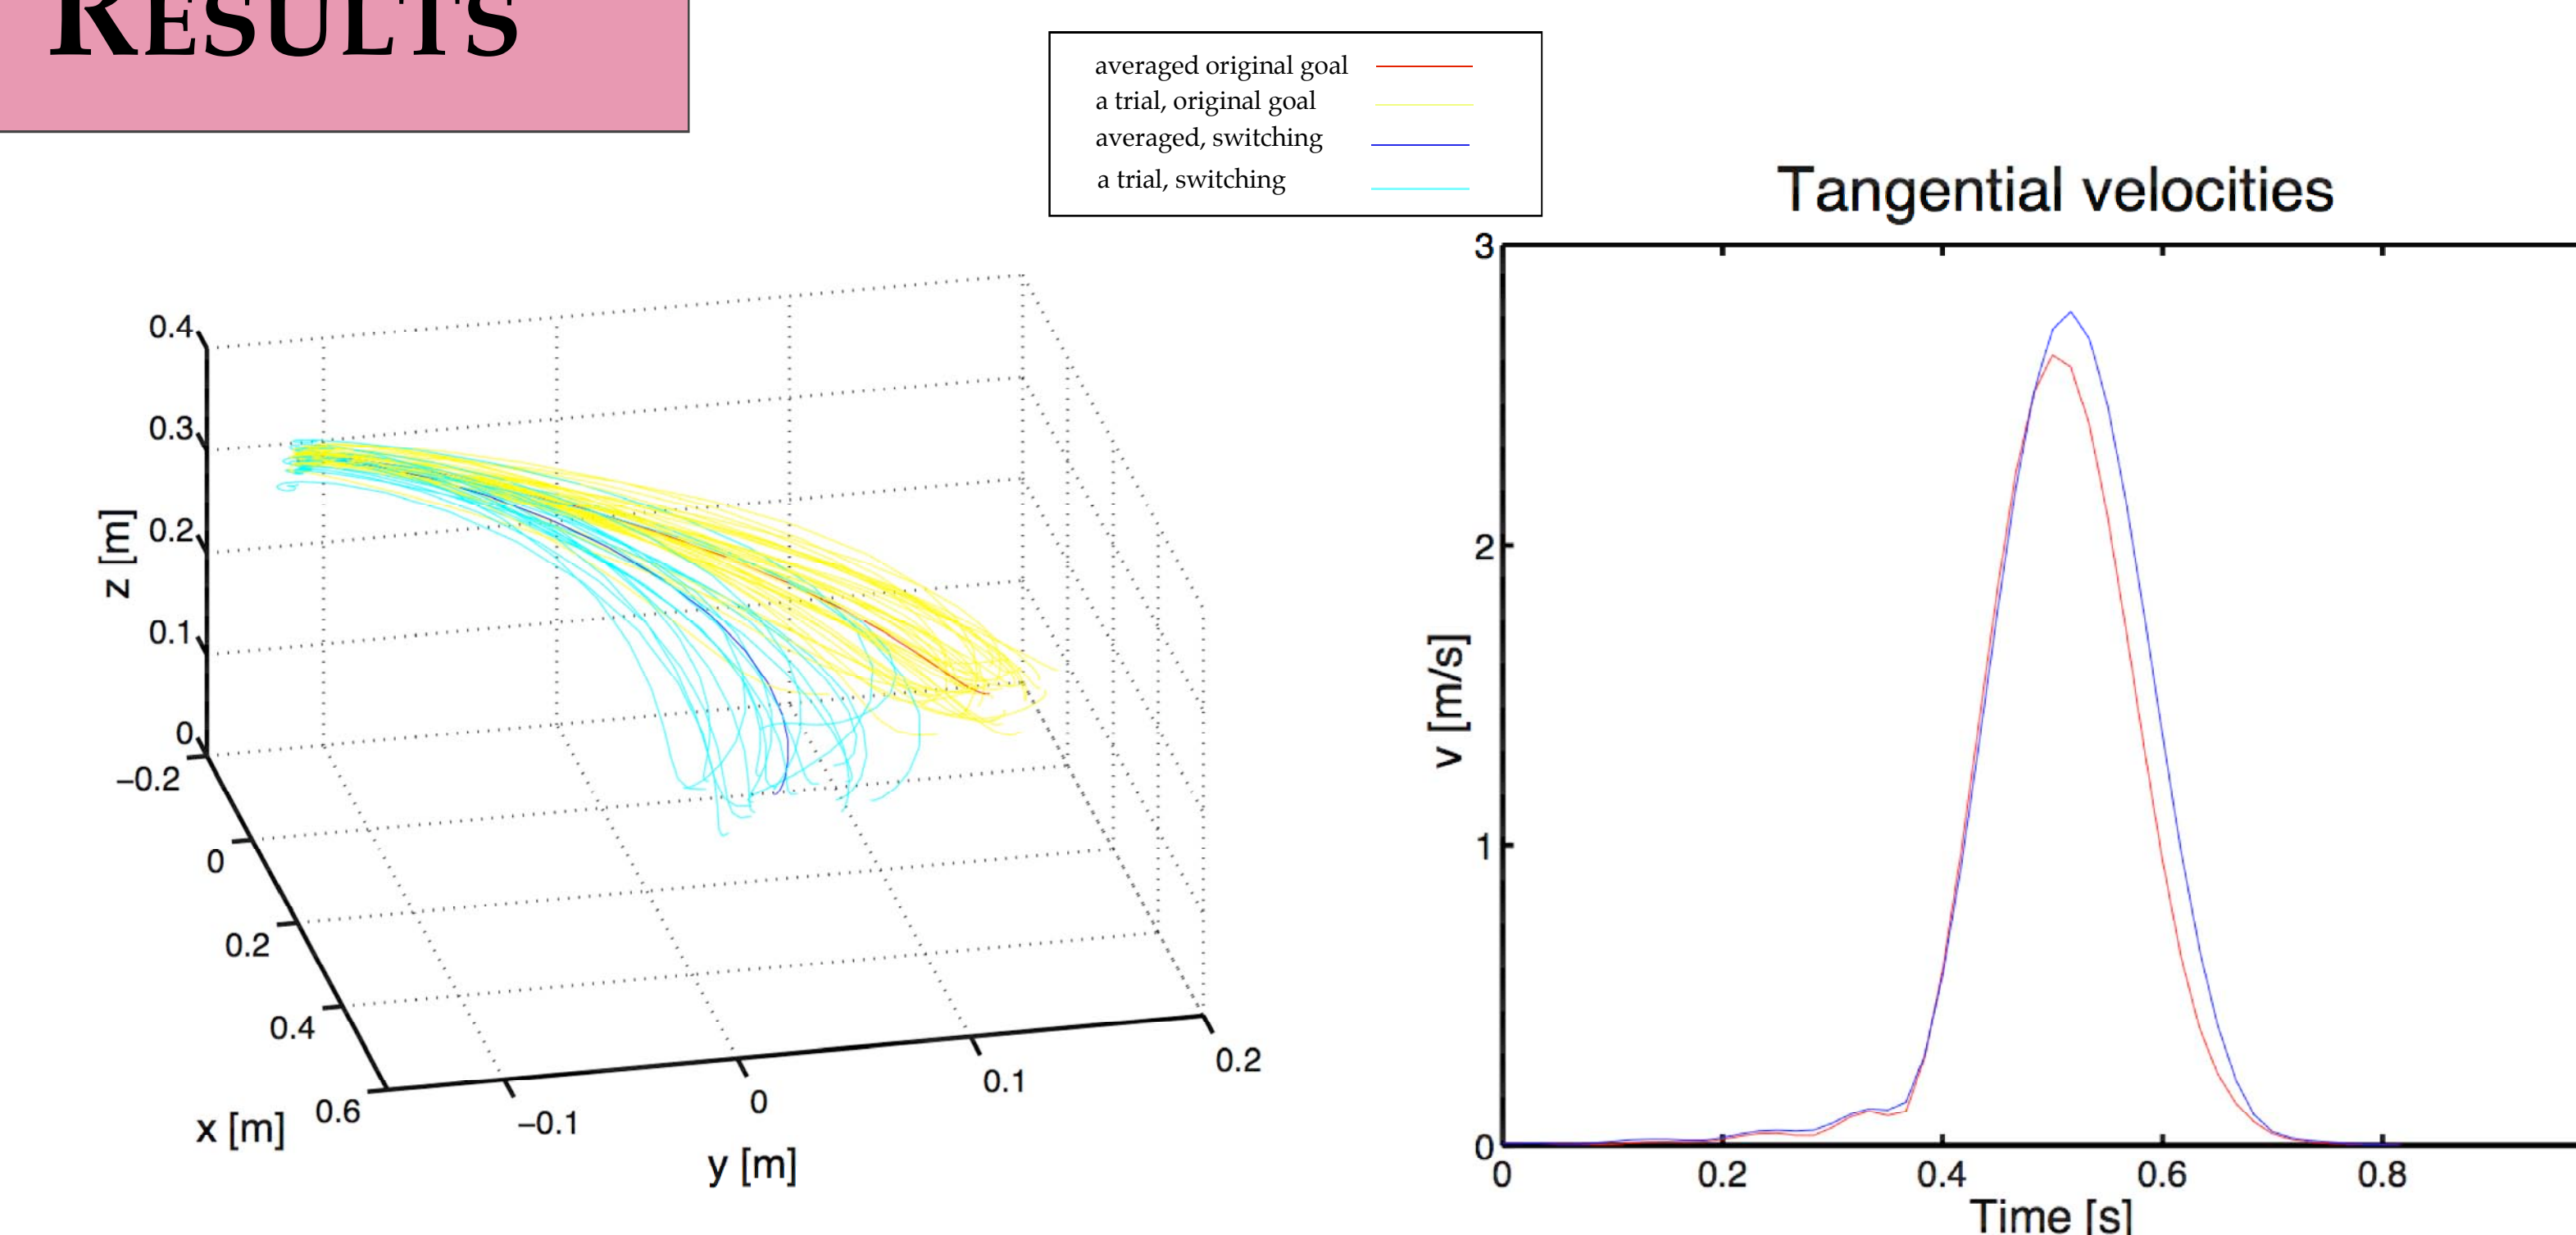 RESULTS
averaged original goal
a trial, original goal
averaged, switching
a trial, switching
Tangential velocities
0.4
0.3
0.2
0.1
0
z [m]
−0.2
0
0.2
0.4
0.6
x [m]
−0.1
0
0.1
0.2
y [m]
3
2
1
0
v [m/s]
0
0.2
0.4
0.6
0.8
Time [s]